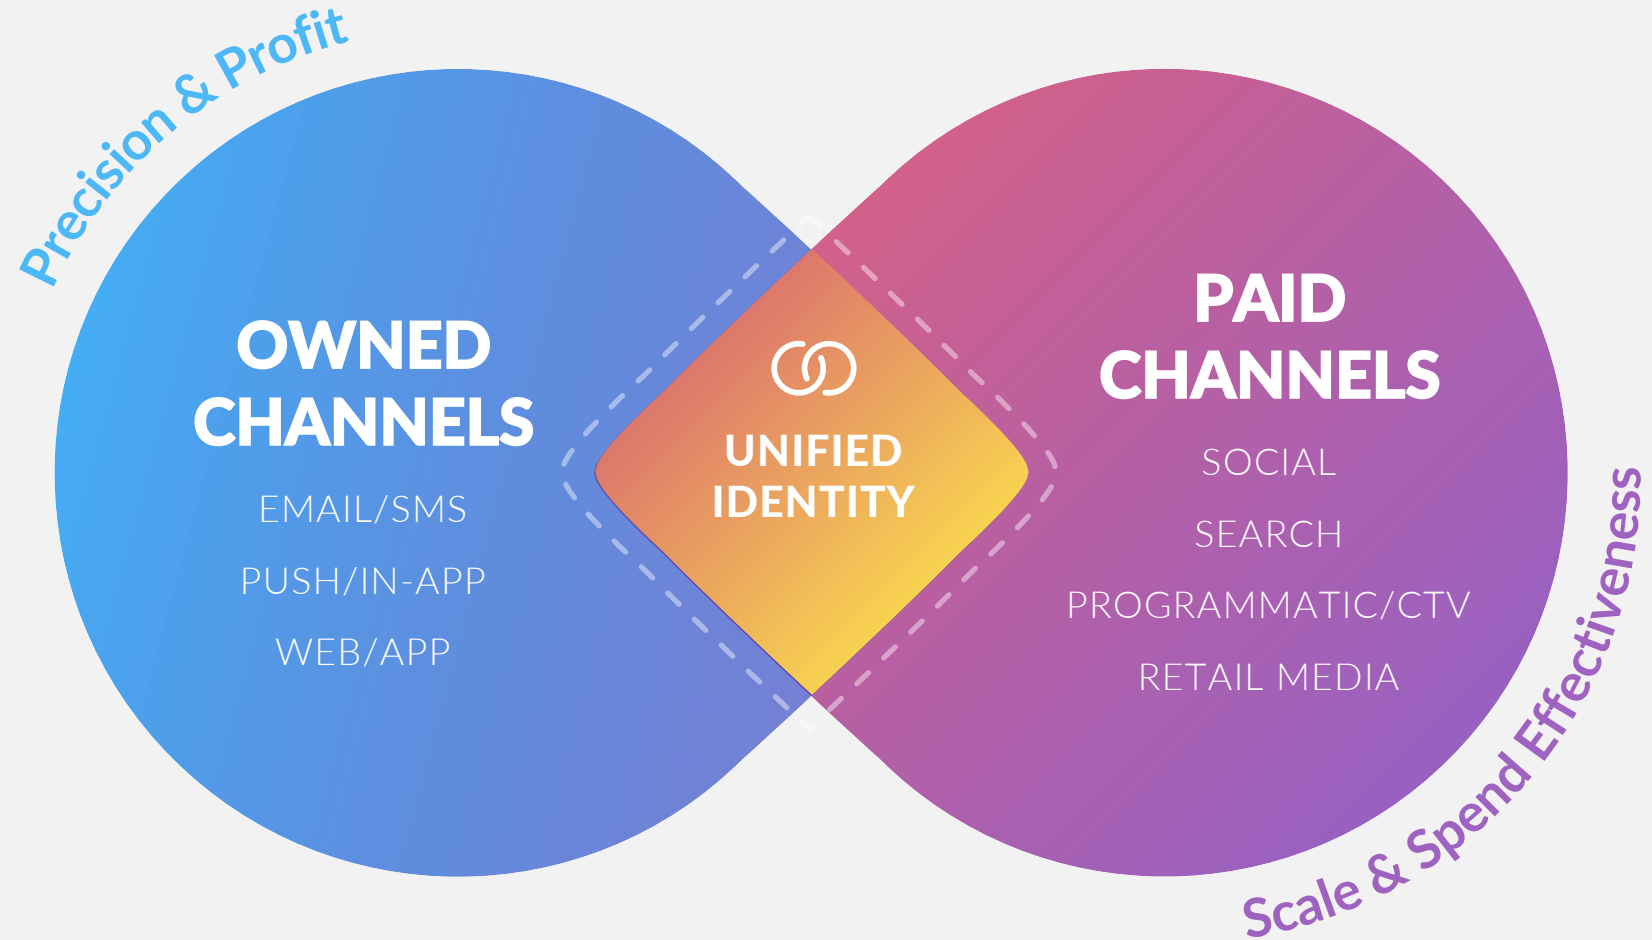 Precision & Profit
OWNED
CHANNELS
EMAIL/SMS
PUSH/IN-APP
WEB/APP
UNIFIED
IDENTITY
PAID
CHANNELS
SOCIAL
SEARCH
PROGRAMMATIC/CTV
RETAIL MEDIA
Scale & Spend Effectiveness